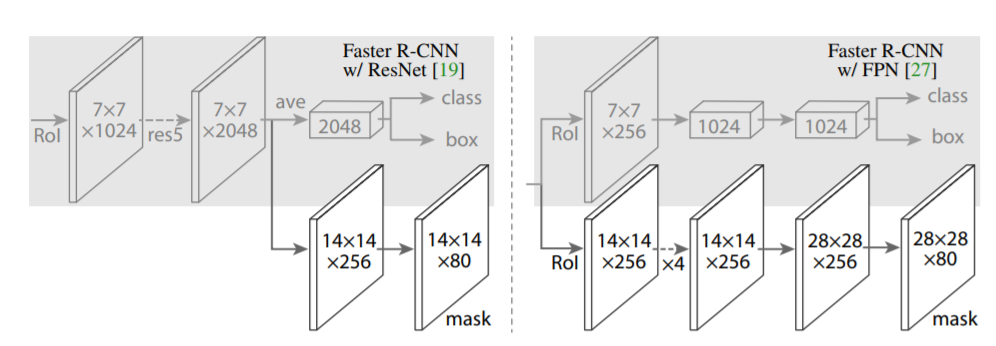 Faster R-CNN
w/ ResNet [19]
RoI
7×7
×1024
res5
7×7
×2048
ave
2048
class
box
14×14
×256
14×14
×80
mask
Faster R-CNN
w/ FPN [27]
RoI
7×7
×256
1024
1024
class
box
RoI
14×14
×256
×4
14×14
×256
28×28
×256
28×28
×80
mask